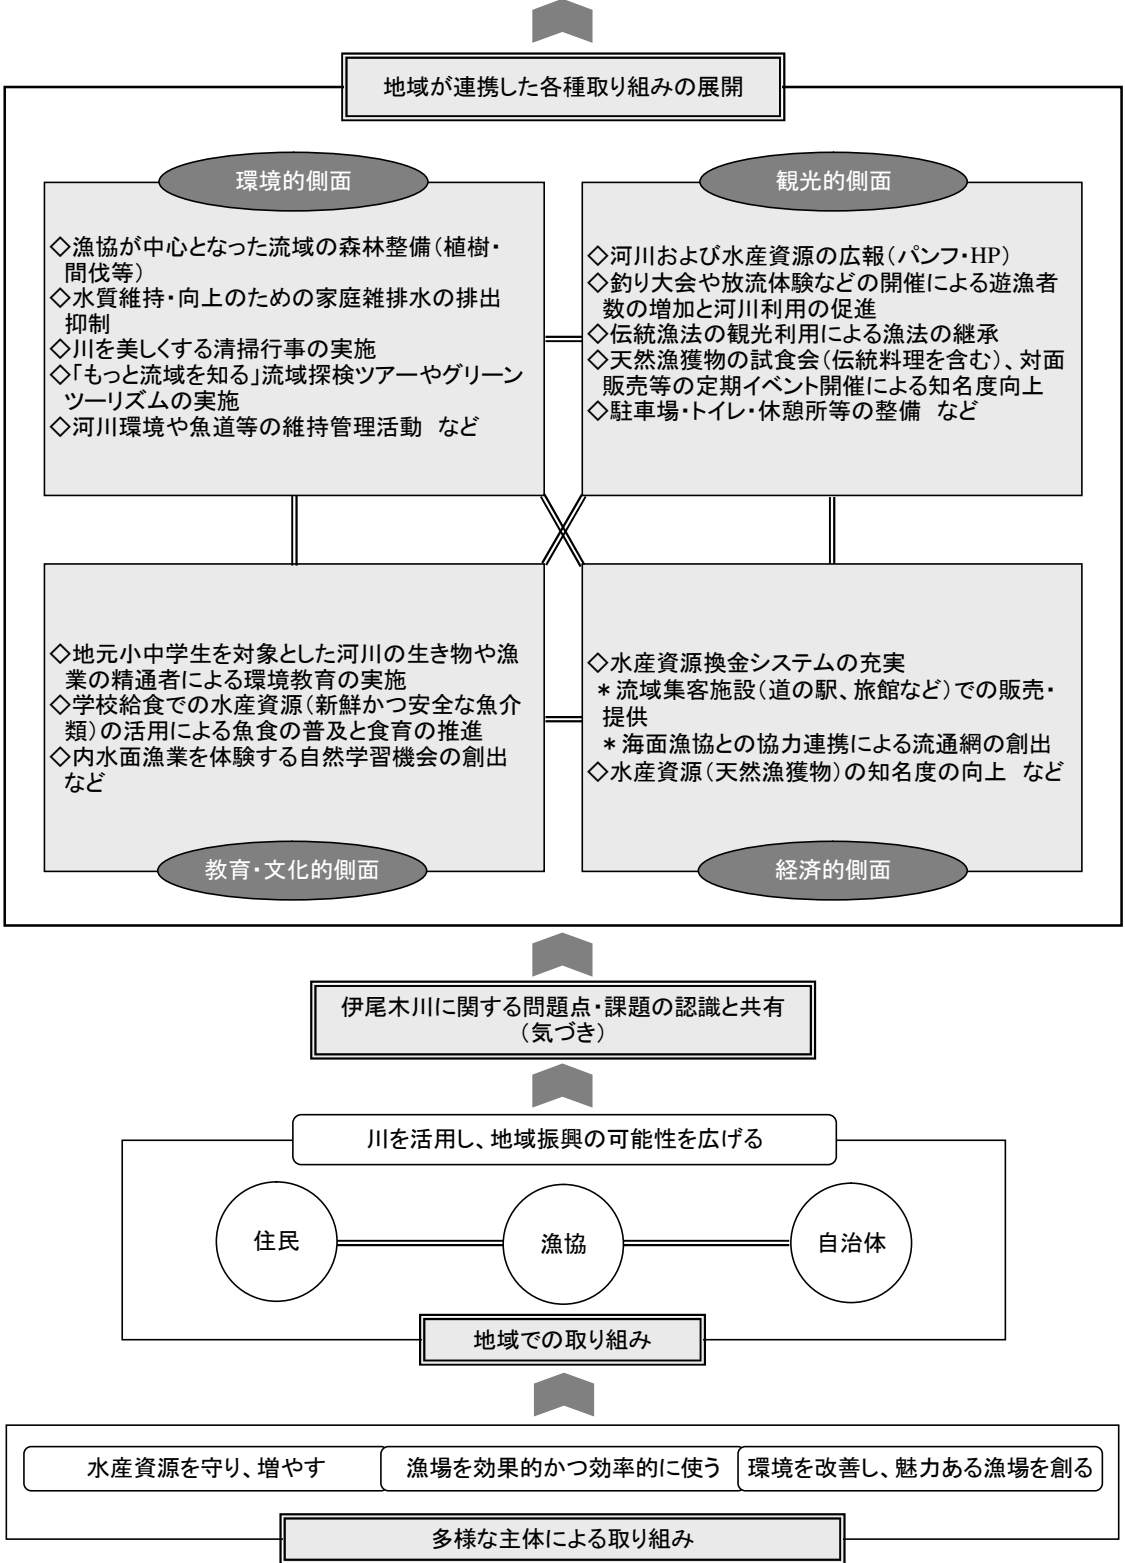 地域が連携した各種取り組みの展開
環境的側面
◇漁協が中心となった流域の森林整備(植樹・
間伐等)
◇水質維持・向上のための家庭雑排水の排出
抑制
◇川を美しくする清掃行事の実施
◇「もっと流域を知る」流域探検ツアーやグリーン
ツーリズムの実施
◇河川環境や魚道等の維持管理活動 など
観光的側面
◇河川および水産資源の広報(パンフ・HP)
◇釣り大会や放流体験などの開催による遊漁者
数の増加と河川利用の促進
◇伝統漁法の観光利用による漁法の継承
◇天然漁獲物の試食会(伝統料理を含む)、対面
販売等の定期イベント開催による知名度向上
◇駐車場・トイレ・休憩所等の整備 など
◇地元小中学生を対象とした河川の生き物や漁
業の精通者による環境教育の実施
◇学校給食での水産資源(新鮮かつ安全な魚介
類)の活用による魚食の普及と食育の推進
◇内水面漁業を体験する自然学習機会の創出
など
教育・文化的側面
◇水産資源換金システムの充実
*流域集客施設(道の駅、旅館など)での販売・
提供
*海面漁協との協力連携による流通網の創出
◇水産資源(天然漁獲物)の知名度の向上 など
経済的側面
伊尾木川に関する問題点・課題の認識と共有
(気づき)
川を活用し、地域振興の可能性を広げる
住民
漁協
自治体
地域での取り組み
水産資源を守り、増やす
漁場を効果的かつ効率的に使う
環境を改善し、魅力ある漁場を創る
多様な主体による取り組み